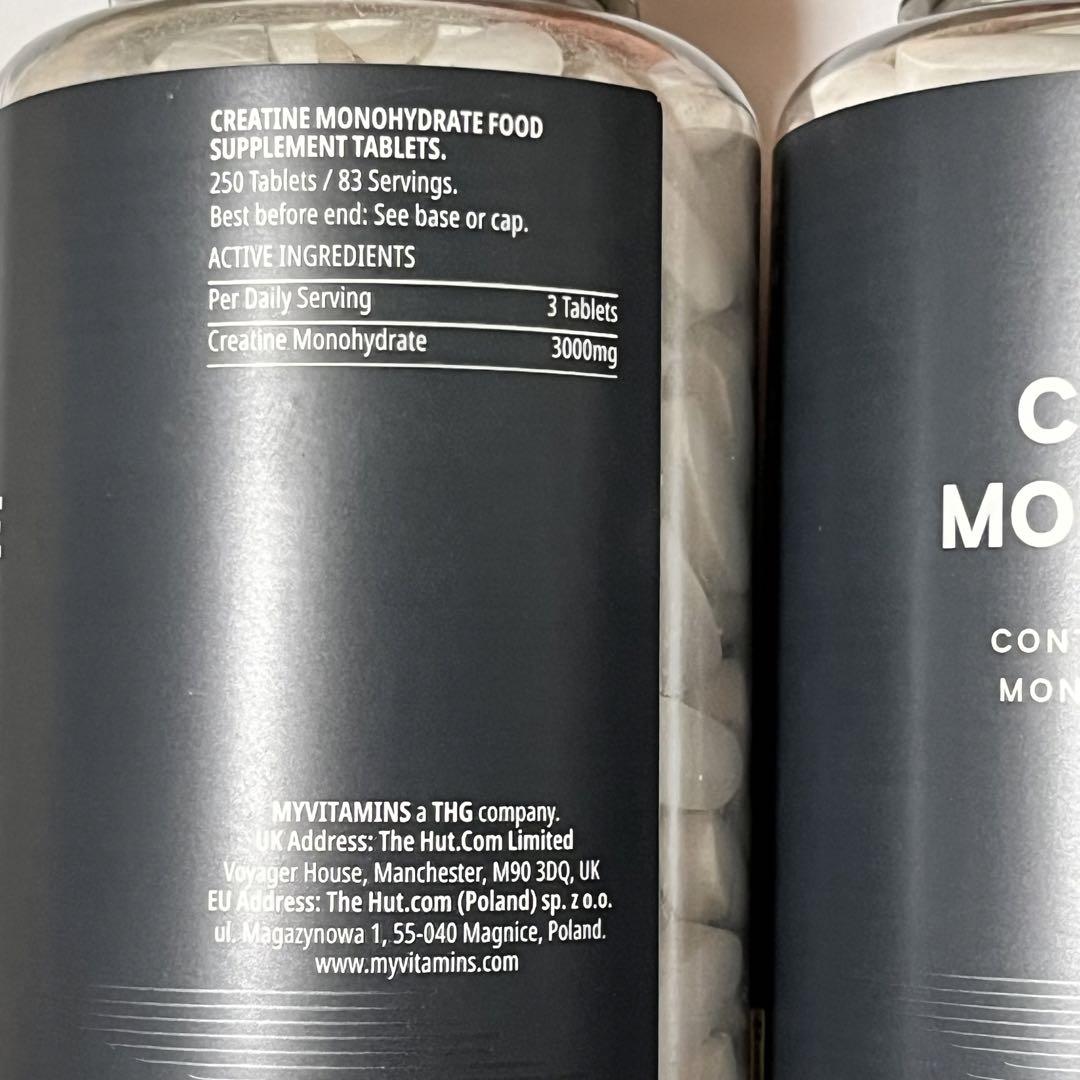 CREATINE MONOHYDRATE FOOD
SUPPLEMENT TABLETS.
250 Tablets / 83 Servings.
Best before end: See base or cap.
ACTIVE INGREDIENTS
Per Daily Serving 3 Tablets
Creatine Monohydrate 3000mg
MYVITAMINS a THG company.
UK Address: The Hut.Com Limited
Voyager House, Manchester, M90 3DQ, UK
EU Address: The Hut.com (Poland) sp. z o.o.
ul. Magazynowa 1, 55-040 Magnice, Poland.
www.myvitamins.com
C
MO
CON
MON